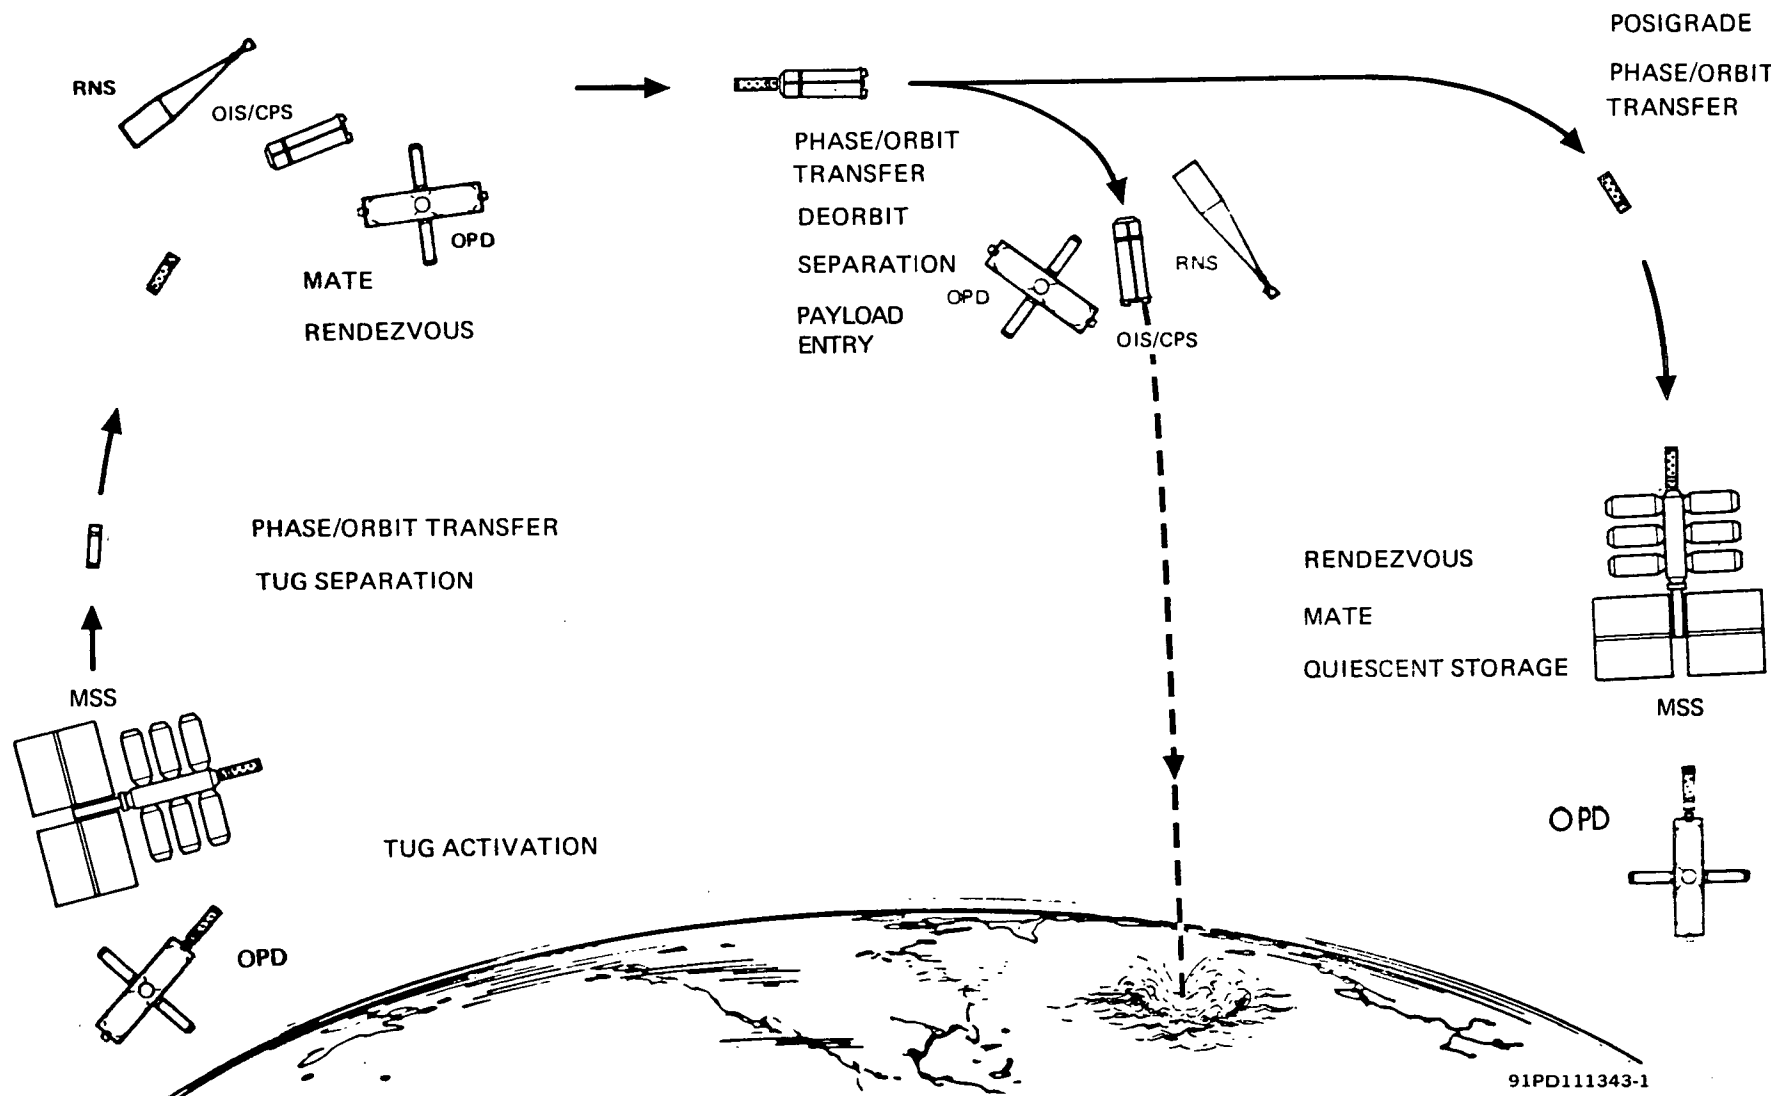 RNS
OIS/CPS
OPD
MATE
RENDEZVOUS
PHASE/ORBIT TRANSFER
TUG SEPARATION
MSS
TUG ACTIVATION
OPD
PHASE/ORBIT
TRANSFER
DEORBIT
SEPARATION
PAYLOAD
ENTRY
OPD
RNS
OIS/CPS
POSIGRADE
PHASE/ORBIT
TRANSFER
RENDEZVOUS
MATE
QUIESCENT STORAGE
MSS
OPD
91PD111343-1